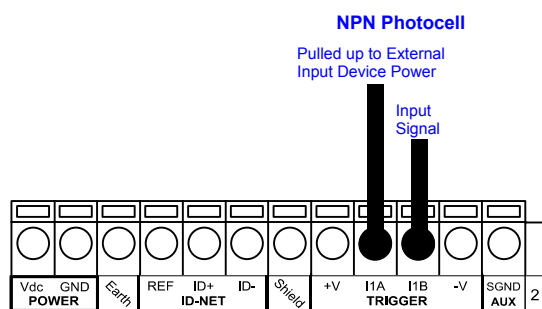 NPN Photocell
Pulled up to External
Input Device Power
Input
Signal
Vdc GND Earth REF ID+ ID- Shield +V I1A I1B -V SGND
POWER ID-NET TRIGGER AUX 2